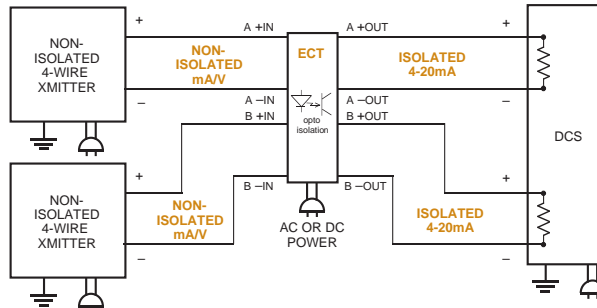 NON-
ISOLATED
4-WIRE
XMITTER
+
–
NON-
ISOLATED
mA/V
A +IN
A –IN
B +IN
B –IN
ECT
opto
isolation
A +OUT
A –OUT
B +OUT
B –OUT
ISOLATED
4-20mA
+
–
DCS
NON-
ISOLATED
4-WIRE
XMITTER
+
–
NON-
ISOLATED
mA/V
AC OR DC
POWER
ISOLATED
4-20mA
+
–